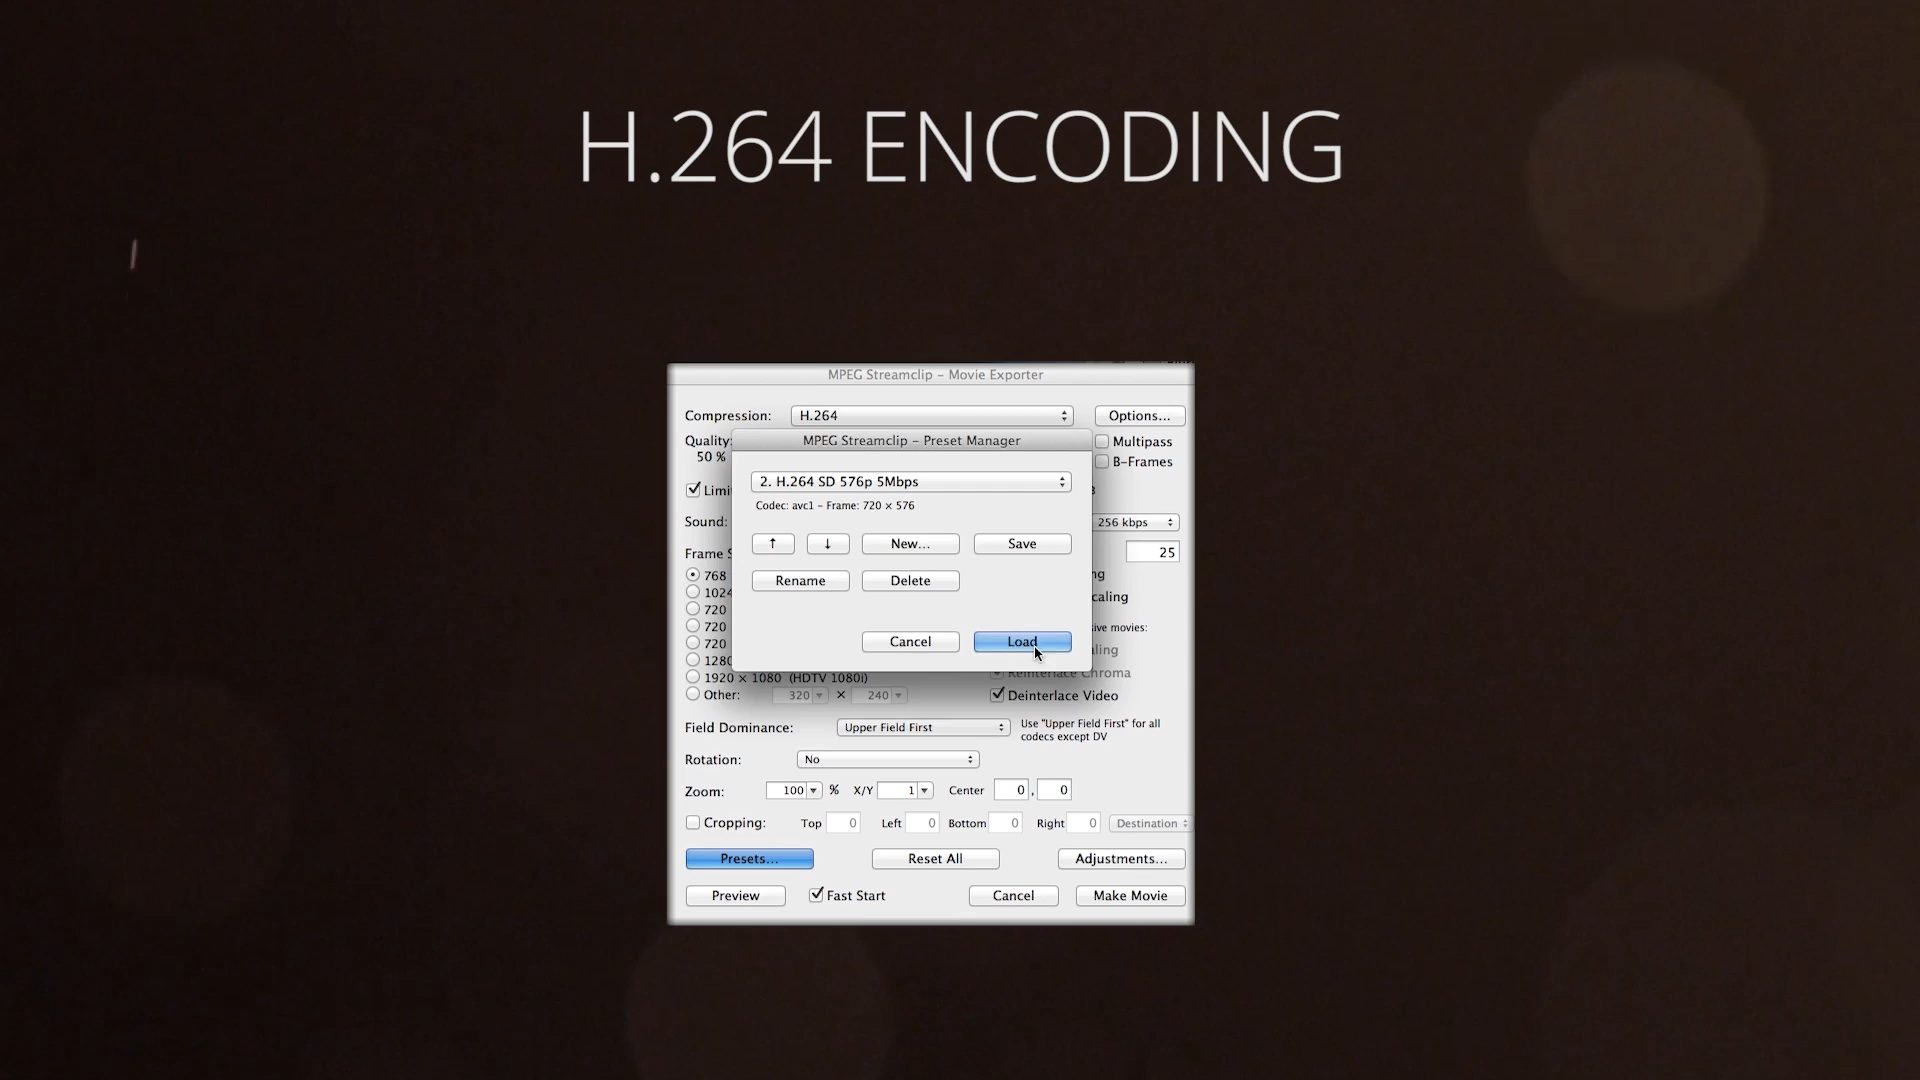 H.264 ENCODING
MPEG Streamclip – Movie Exporter
Compression: H.264 Options...
Quality:
50 %
Multipass
B-Frames
MPEG Streamclip – Preset Manager
2. H.264 SD 576p 5Mbps
Codec: avc1 – Frame: 720 × 576
↑ ↓ New... Save
Rename Delete
Cancel Load
Sound: 256 kbps
25
768
1024
720
720
720
1280
1920 × 1080 (HDTV 1080i)
Other: 320 × 240
Reinterlace Chroma
Deinterlace Video
Field Dominance: Upper Field First
Use "Upper Field First" for all
codecs except DV
Rotation: No
Zoom: 100 % X/Y 1 Center 0 , 0
Cropping: Top 0 Left 0 Bottom 0 Right 0 Destination
Presets... Reset All Adjustments...
Preview Fast Start Cancel Make Movie